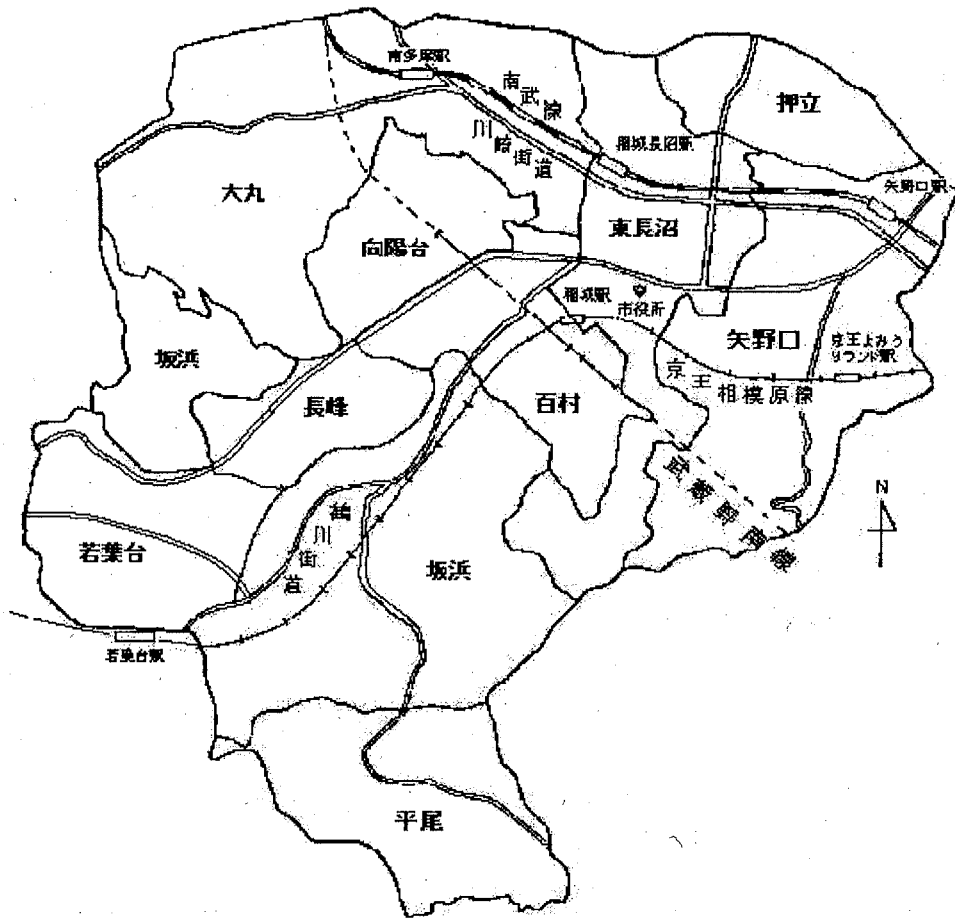 南多摩駅
南武線
川崎街道
押立
稲城長沼駅
矢野口駅
大丸
東長沼
向陽台
稲城駅
市役所
矢野口
京王よみう
りランド駅
坂浜
京王相模原線
長峰
百村
武蔵野南線
N
鶴川街道
若葉台
坂浜
若葉台駅
平尾